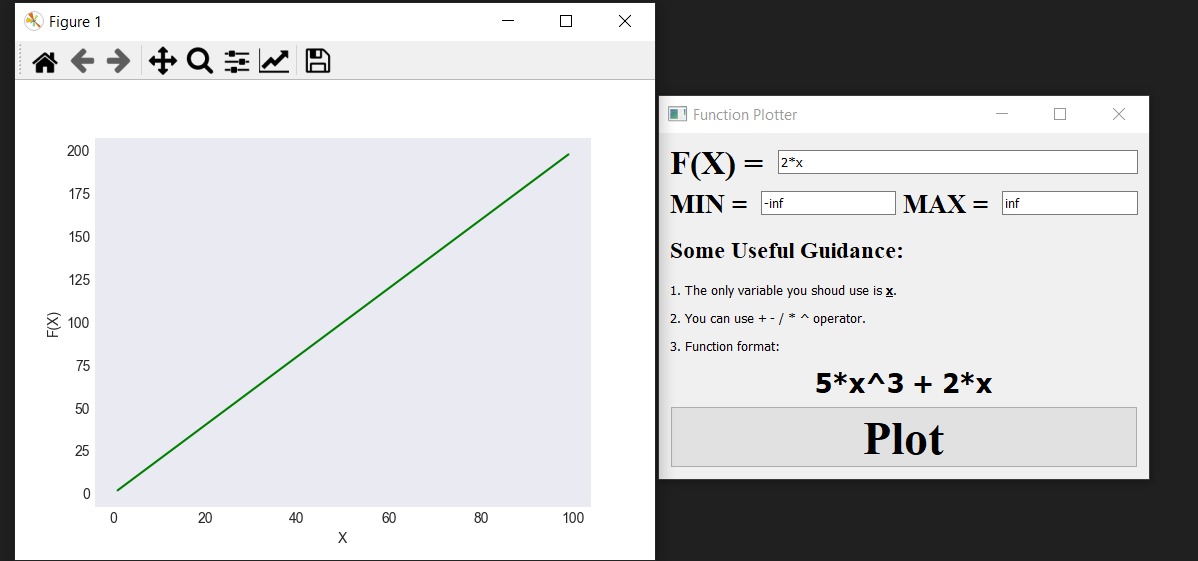 Figure 1
200
175
150
125
100
75
50
25
0
F(X)
0 20 40 60 80 100
X
Function Plotter
F(X) = 2*x
MIN = -inf MAX = inf
Some Useful Guidance:
1. The only variable you shoud use is x.
2. You can use + - / * ^ operator.
3. Function format:
5*x^3 + 2*x
Plot